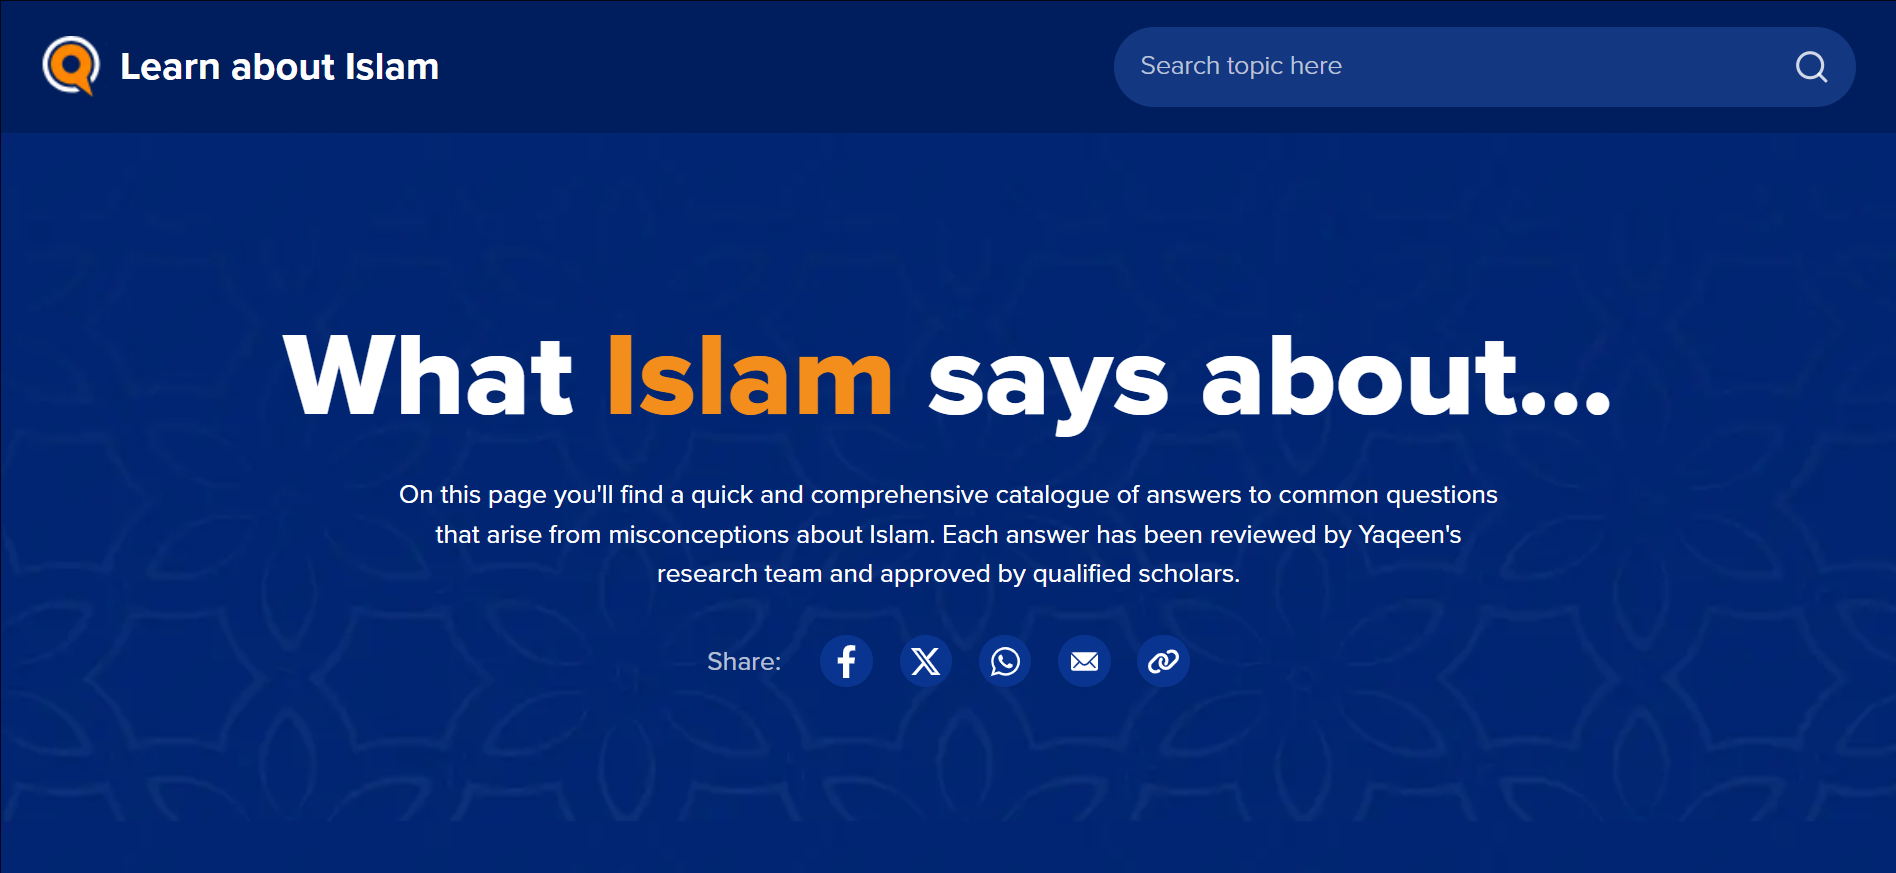 Learn about Islam
Search topic here
What Islam says about...
On this page you'll find a quick and comprehensive catalogue of answers to common questions
that arise from misconceptions about Islam. Each answer has been reviewed by Yaqeen's
research team and approved by qualified scholars.
Share: